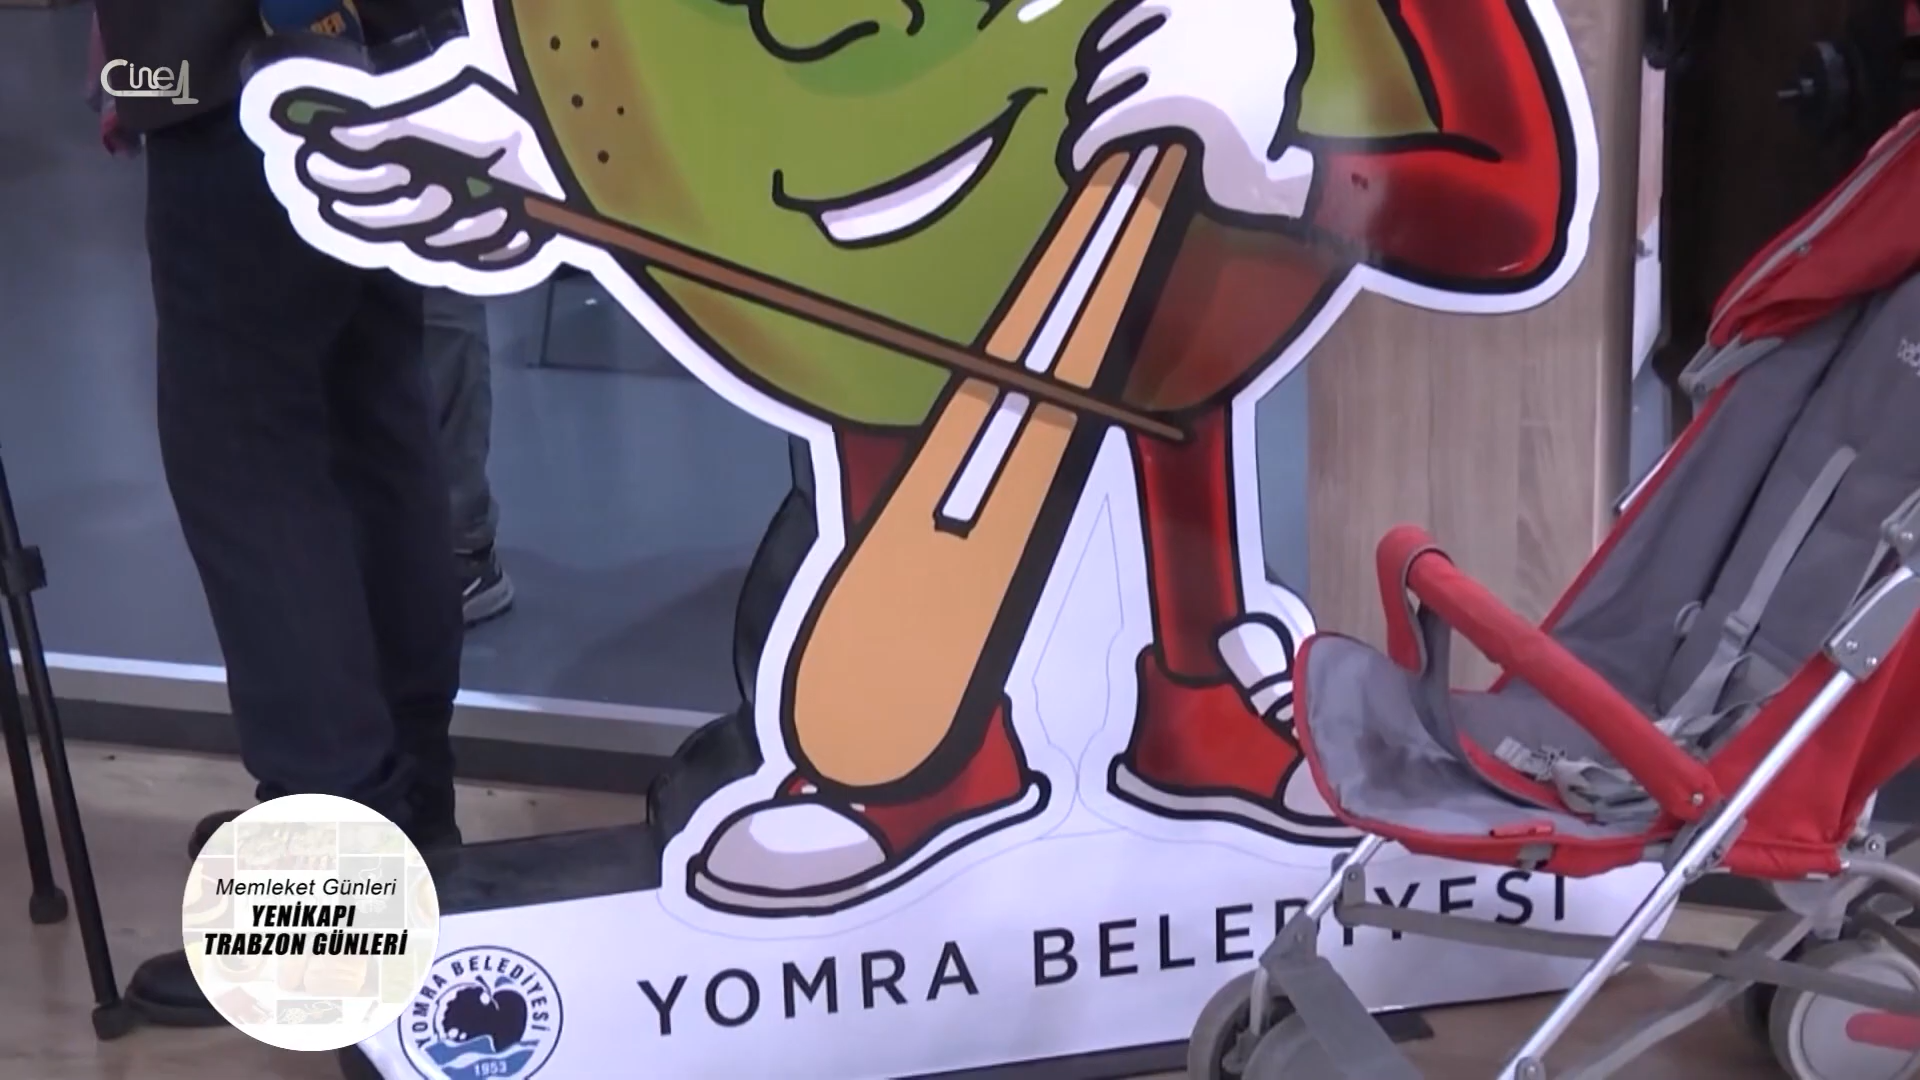 Cine1
Memleket Günleri
YENİKAPI
TRABZON GÜNLERİ
YOMRA BELEDİYESİ
1953
YOMRA BELEDİYESİ